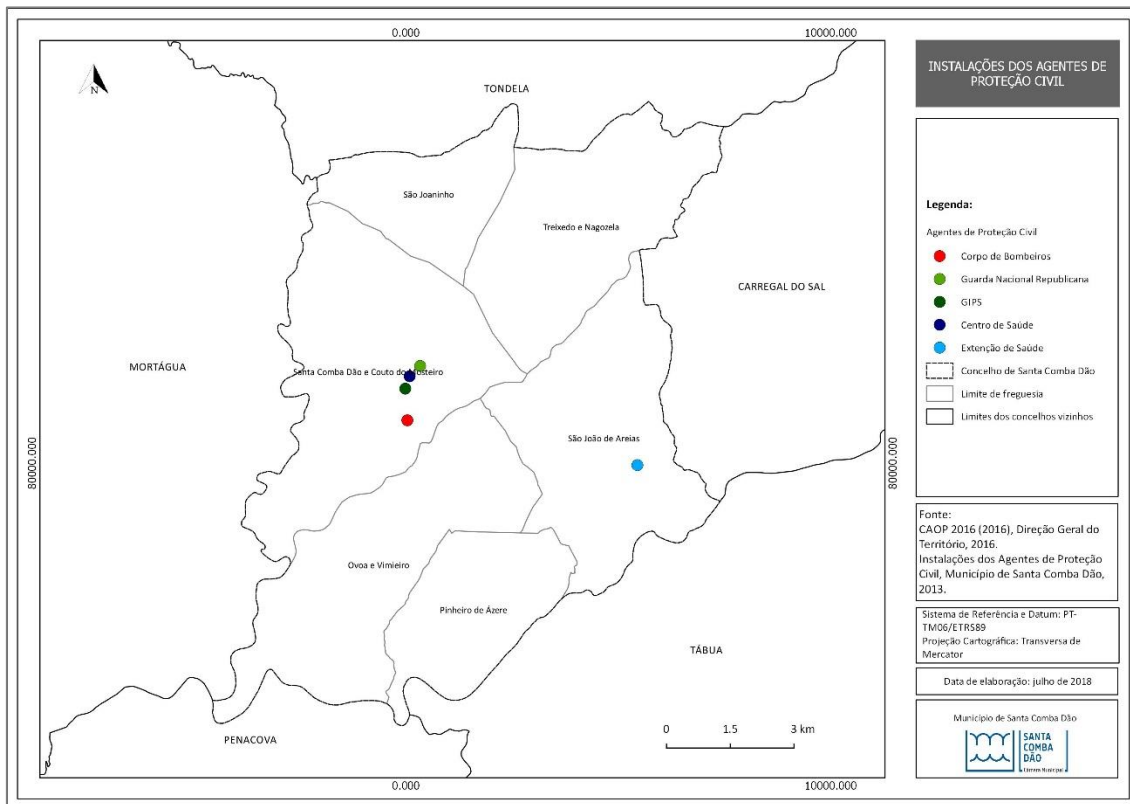 0.000
10000.000
INSTALAÇÕES DOS AGENTES DE
PROTEÇÃO CIVIL
N
TONDELA
São Joaninho
Treixedo e Nagozela
CARREGAL DO SAL
MORTÁGUA
Santa Comba Dão e Couto do Mosteiro
São João de Areias
80000.000
80000.000
Ovoa e Vimieiro
Pinheiro de Ázere
TÁBUA
PENACOVA
0 1.5 3 km
0.000
10000.000
Legenda:
Agentes de Proteção Civil
Corpo de Bombeiros
Guarda Nacional Republicana
GIPS
Centro de Saúde
Extenção de Saúde
Concelho de Santa Comba Dão
Limite de freguesia
Limites dos concelhos vizinhos
Fonte:
CAOP 2016 (2016), Direção Geral do
Território, 2016.
Instalações dos Agentes de Proteção
Civil, Município de Santa Comba Dão,
2013.
Sistema de Referência e Datum: PT-
TM06/ETRS89
Projeção Cartográfica: Transversa de
Mercator
Data de elaboração: julho de 2018
Município de Santa Comba Dão
SANTA
COMBA
DÃO
Câmara Municipal